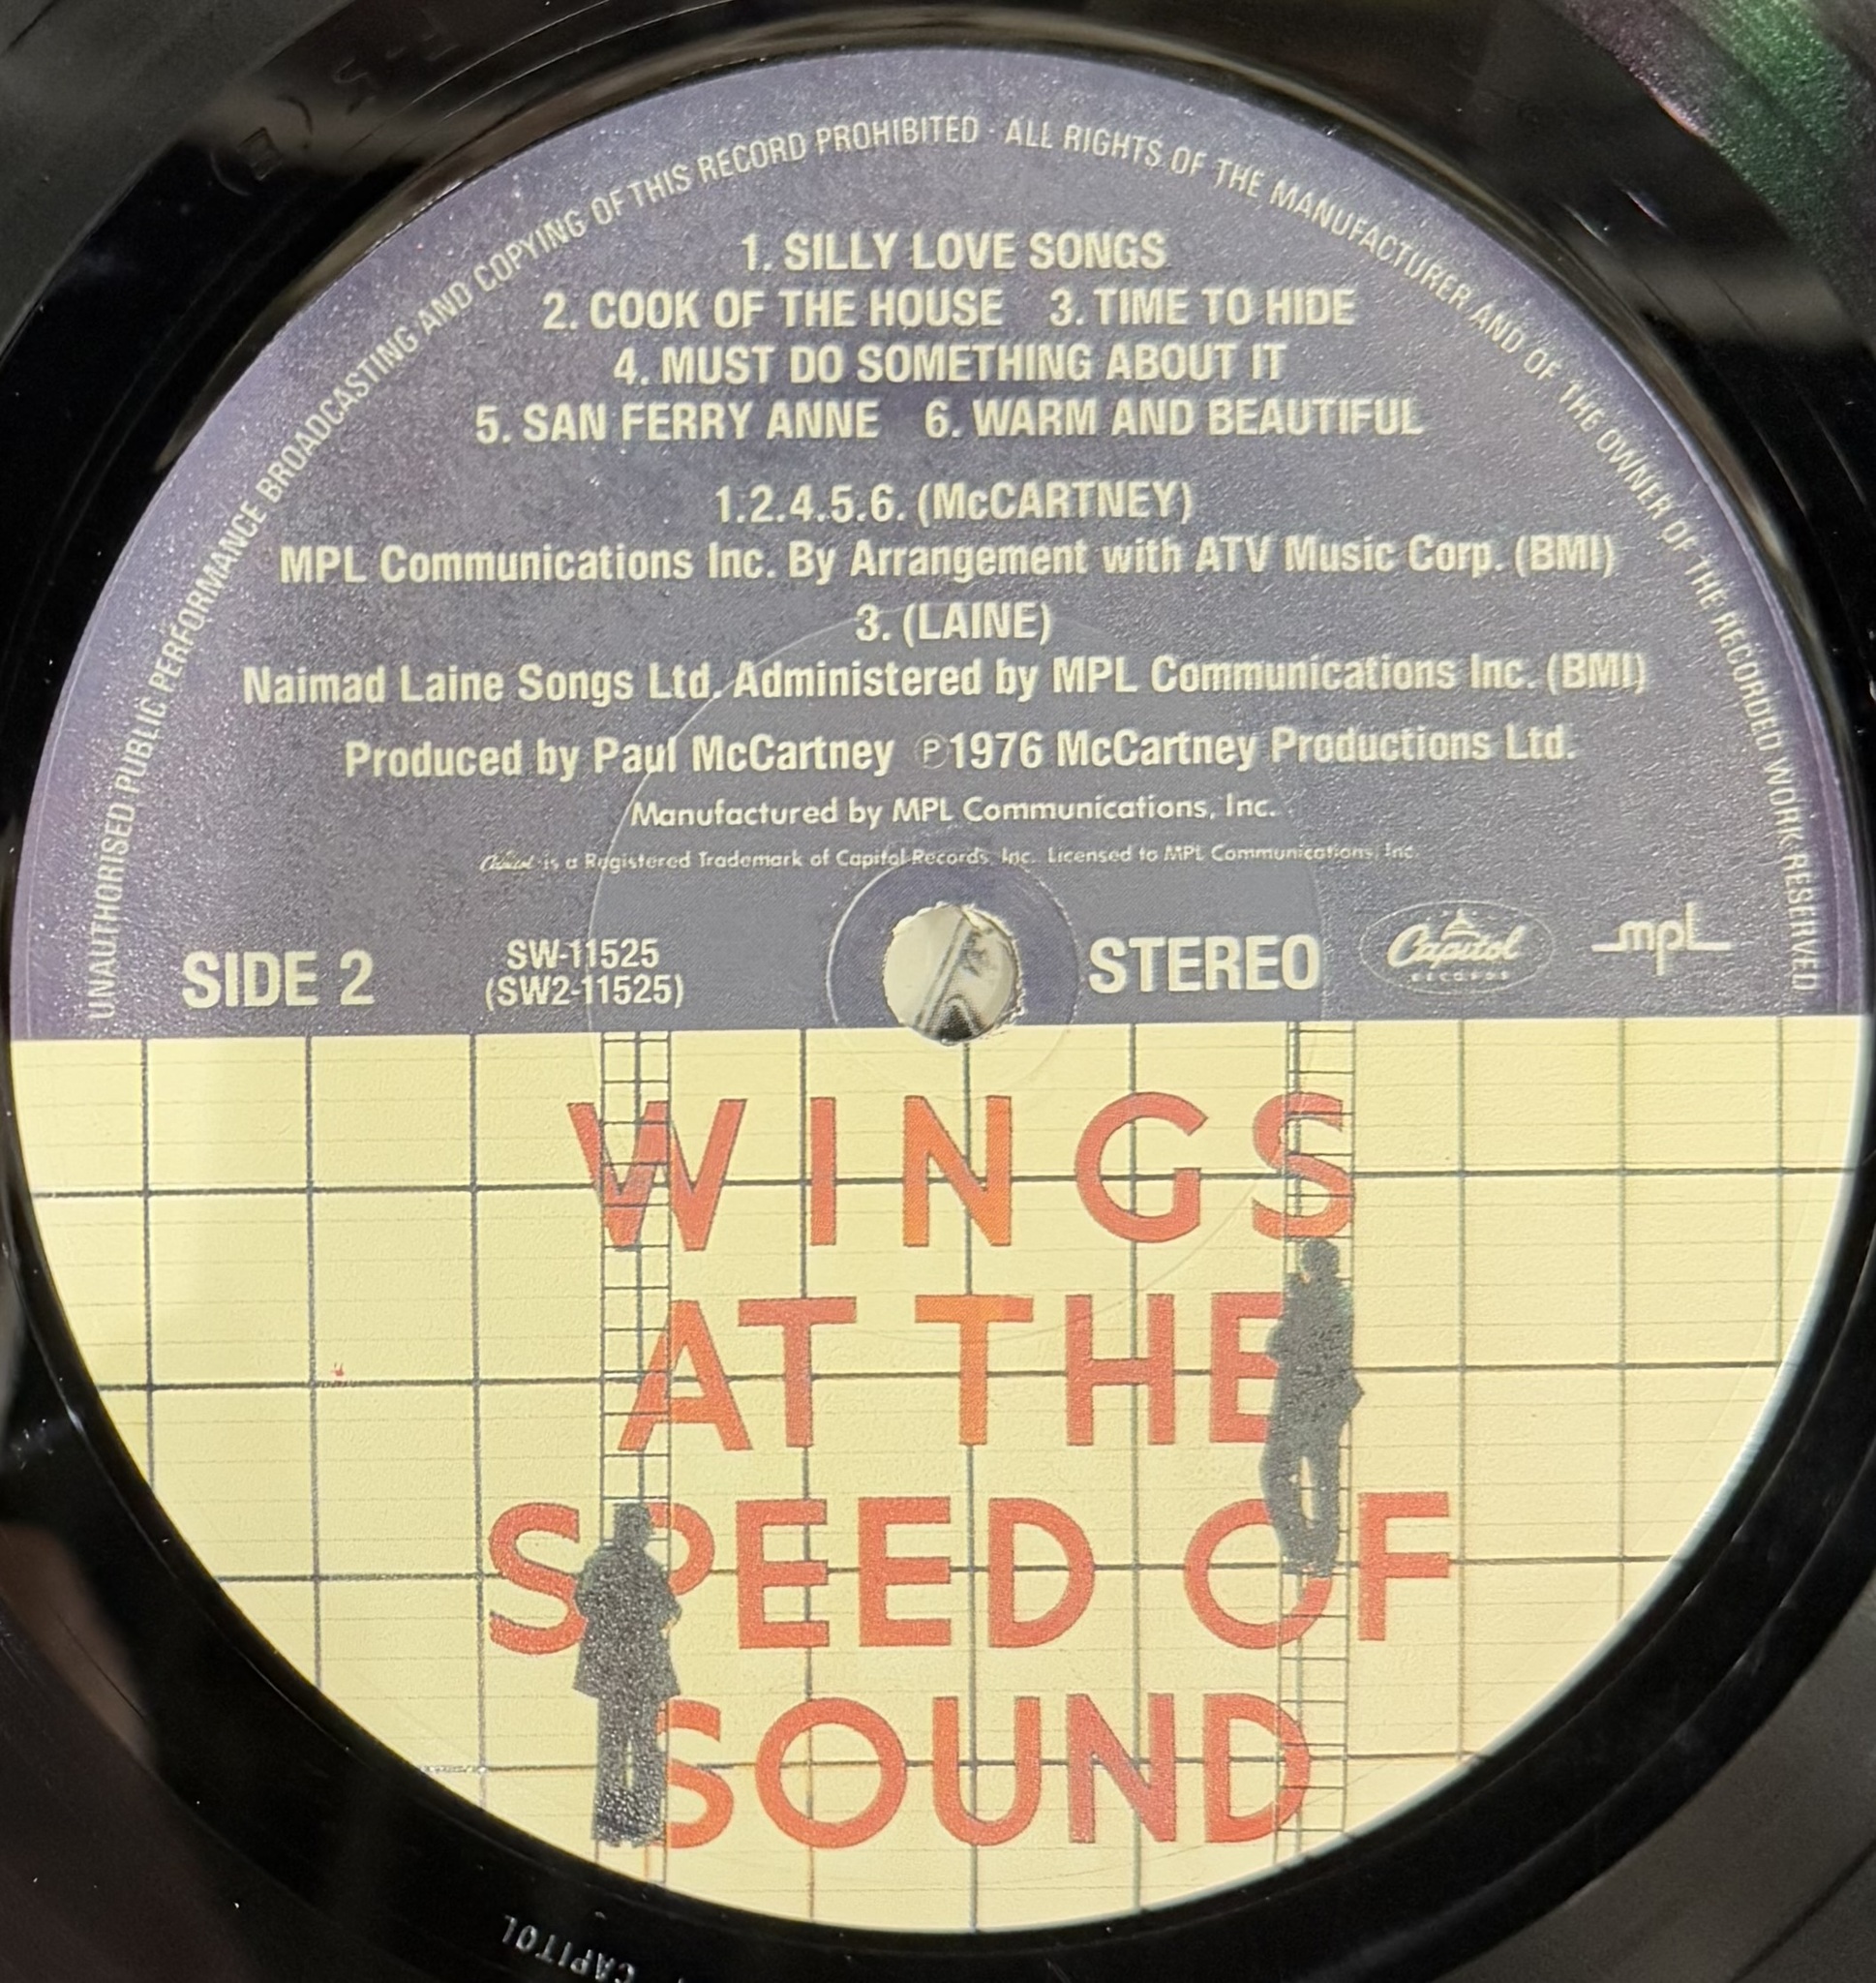 UNAUTHORISED PUBLIC PERFORMANCE BROADCASTING AND COPYING OF THIS RECORD PROHIBITED · ALL RIGHTS OF THE MANUFACTURER AND OF THE OWNER OF THE RECORDED WORK RESERVED
1. SILLY LOVE SONGS
2. COOK OF THE HOUSE 3. TIME TO HIDE
4. MUST DO SOMETHING ABOUT IT
5. SAN FERRY ANNE 6. WARM AND BEAUTIFUL
1.2.4.5.6. (McCARTNEY)
MPL Communications Inc. By Arrangement with ATV Music Corp. (BMI)
3. (LAINE)
Naimad Laine Songs Ltd. Administered by MPL Communications Inc. (BMI)
Produced by Paul McCartney ℗1976 McCartney Productions Ltd.
Manufactured by MPL Communications, Inc.
Capitol is a Registered Trademark of Capitol Records, Inc. Licensed to MPL Communications, Inc.
SIDE 2
SW-11525
(SW2-11525)
STEREO
Capitol
RECORDS
mpl
WINGS
AT THE
SPEED OF
SOUND
CAPITOL